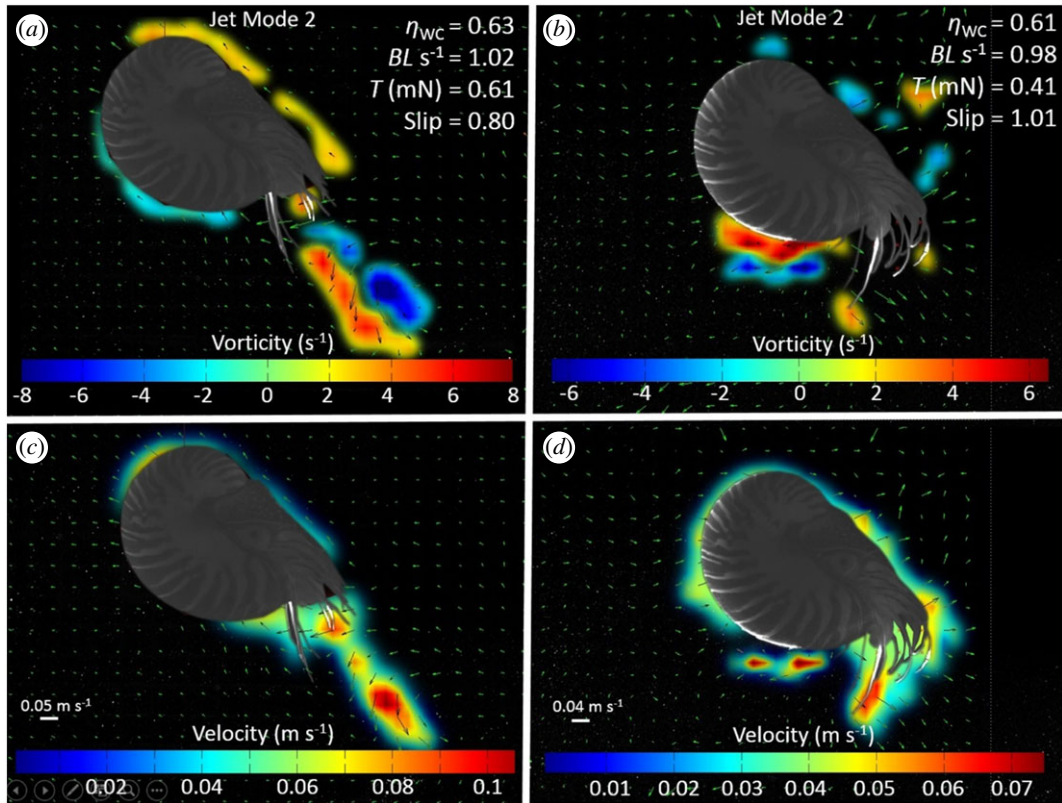 (a)
Jet Mode 2
ηWC = 0.63
BL s⁻¹ = 1.02
T (mN) = 0.61
Slip = 0.80
Vorticity (s⁻¹)
-8 -6 -4 -2 0 2 4 6 8
(b)
Jet Mode 2
ηWC = 0.61
BL s⁻¹ = 0.98
T (mN) = 0.41
Slip = 1.01
Vorticity (s⁻¹)
-6 -4 -2 0 2 4 6
(c)
0.05 m s⁻¹
Velocity (m s⁻¹)
0.02 0.04 0.06 0.08 0.1
(d)
0.04 m s⁻¹
Velocity (m s⁻¹)
0.01 0.02 0.03 0.04 0.05 0.06 0.07